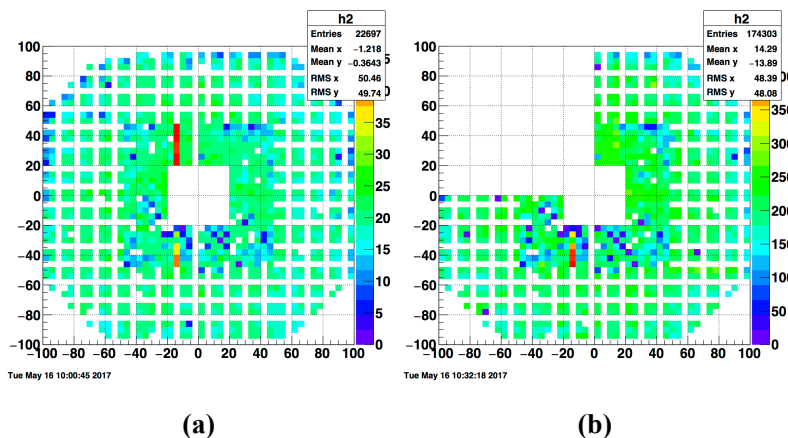 h2
Entries 22697
Mean x −1.218
Mean y −0.3643
RMS x 50.46
RMS y 49.74
100
80
60
40
20
0
−20
−40
−60
−80
−100
−100 −80 −60 −40 −20 0 20 40 60 80 100
35
30
25
20
15
10
5
0
Tue May 16 10:00:45 2017
(a)
h2
Entries 174303
Mean x 14.29
Mean y −13.89
RMS x 48.39
RMS y 48.08
100
80
60
40
20
0
−20
−40
−60
−80
−100
−100 −80 −60 −40 −20 0 20 40 60 80 100
350
300
250
200
150
100
50
0
Tue May 16 10:32:18 2017
(b)